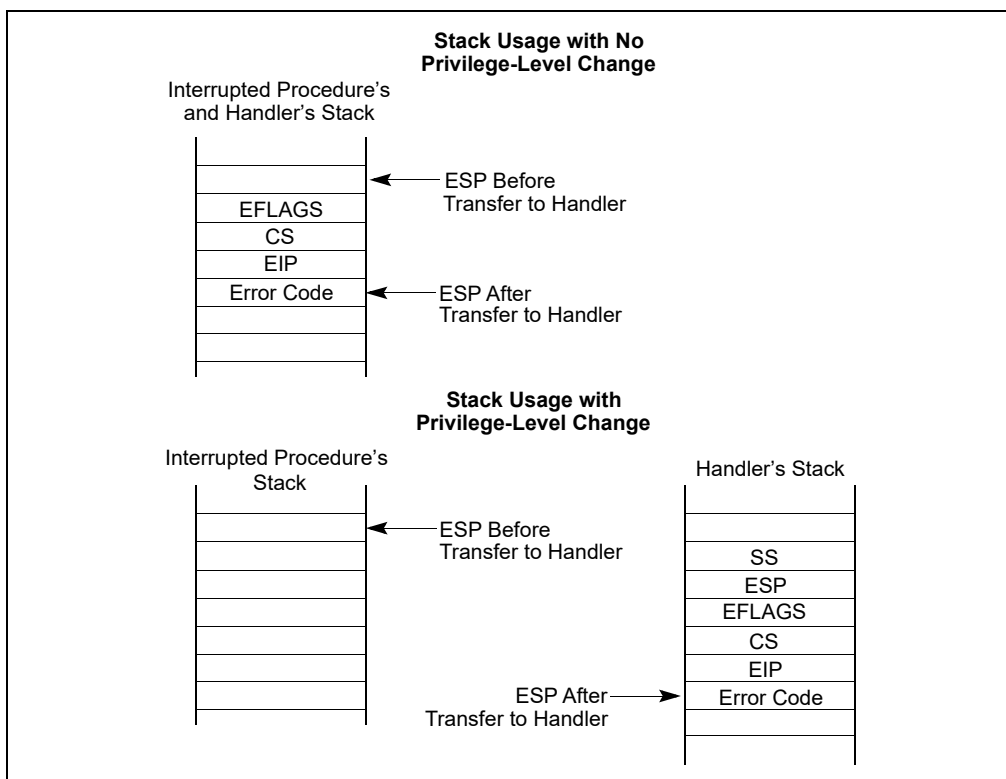 Stack Usage with No
Privilege-Level Change
Interrupted Procedure's
and Handler's Stack
ESP Before
Transfer to Handler
EFLAGS
CS
EIP
Error Code
ESP After
Transfer to Handler
Stack Usage with
Privilege-Level Change
Interrupted Procedure's
Stack
Handler's Stack
ESP Before
Transfer to Handler
SS
ESP
EFLAGS
CS
EIP
Error Code
ESP After
Transfer to Handler